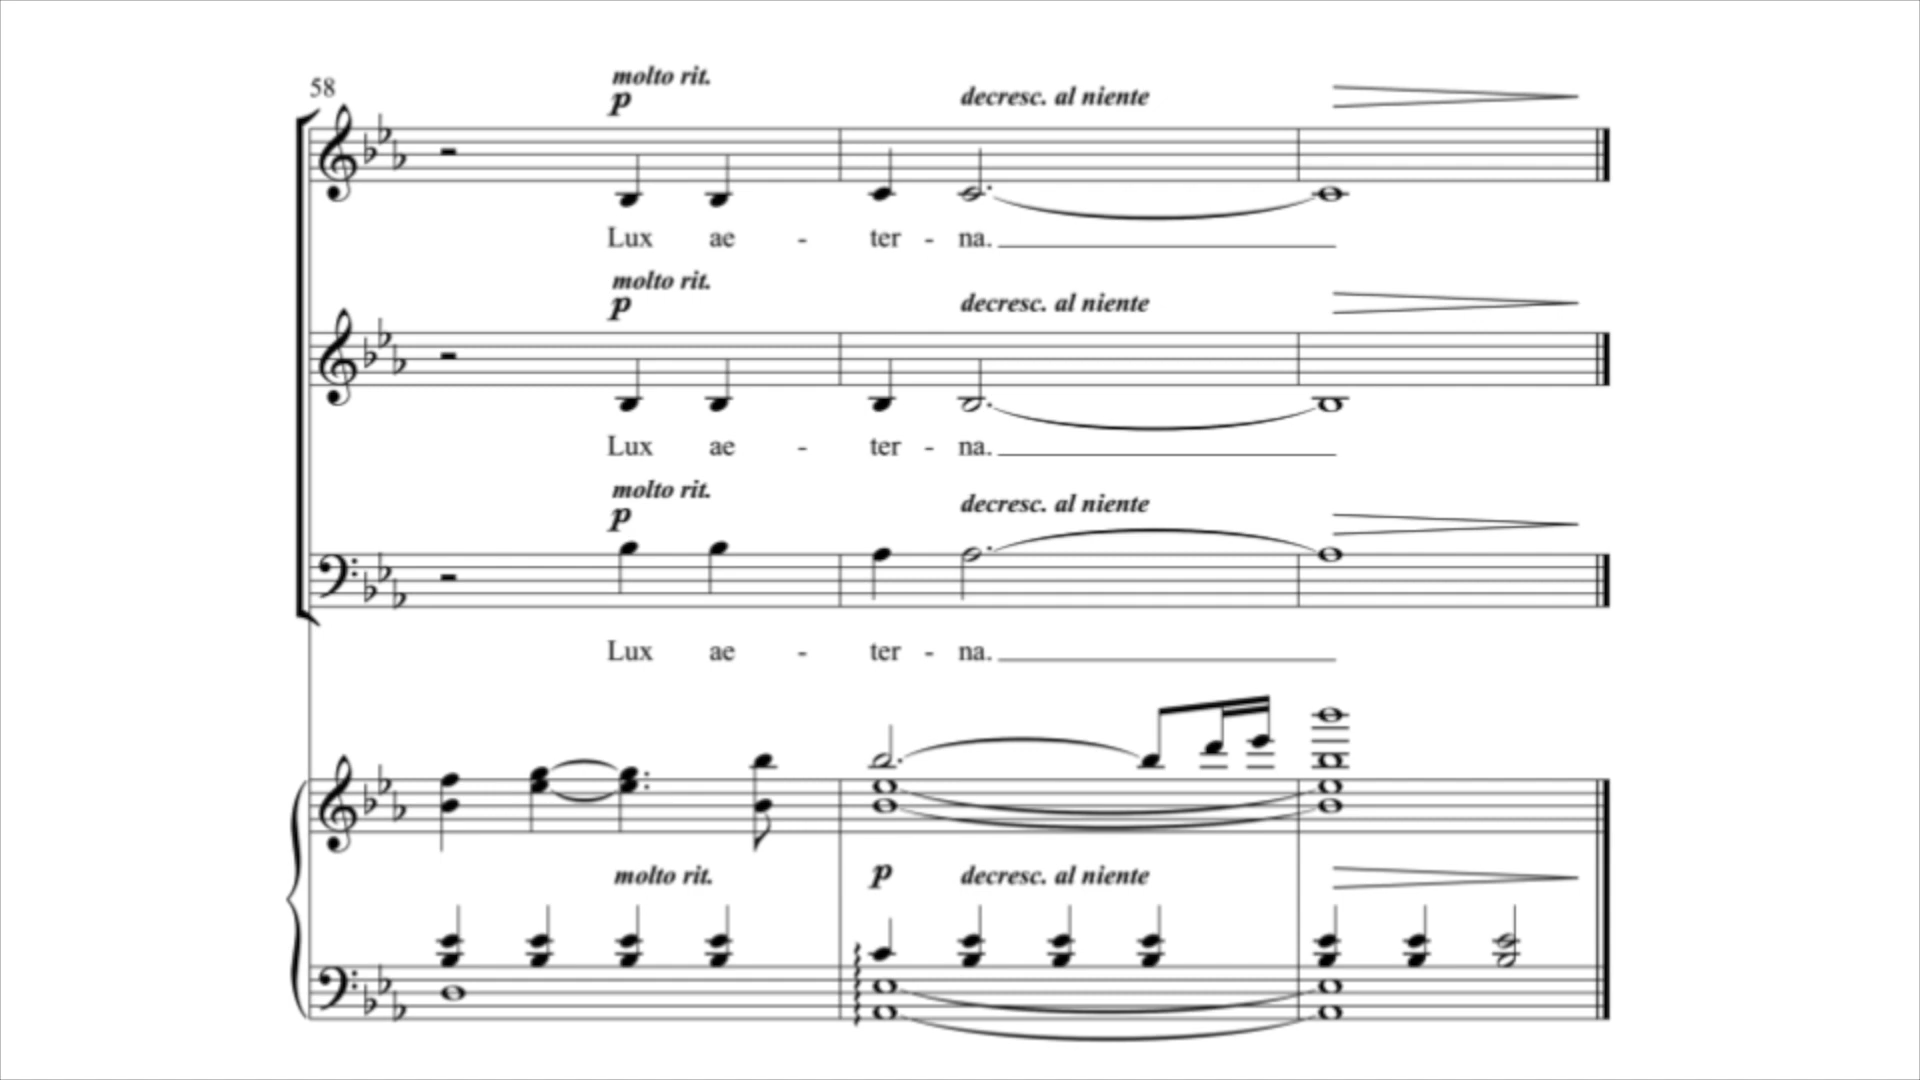 58
molto rit.
p
decresc. al niente
Lux ae - ter - na.
molto rit.
p
decresc. al niente
Lux ae - ter - na.
molto rit.
p
decresc. al niente
Lux ae - ter - na.
molto rit.
p
decresc. al niente